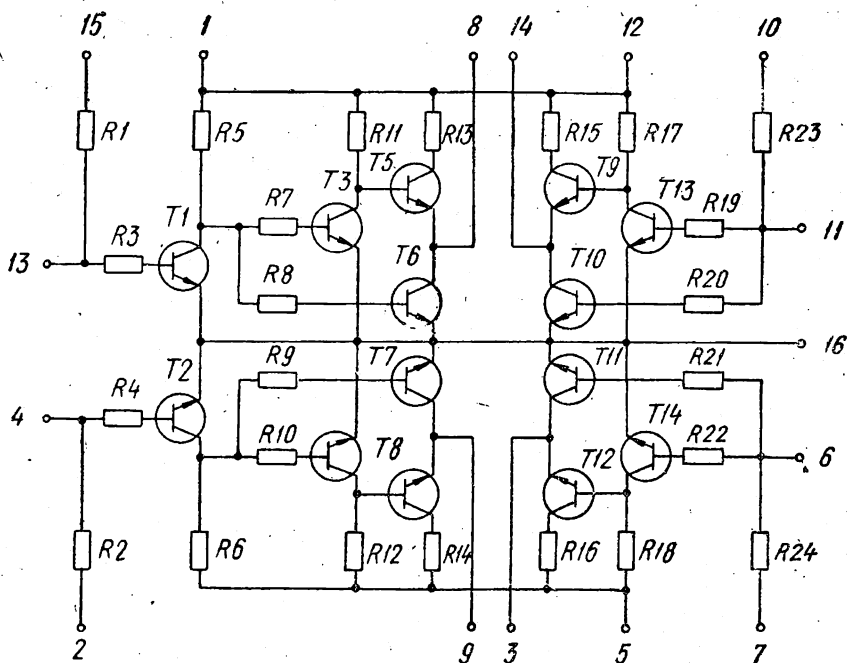 15 1 8 14 12 10
R1 R5 R11 R13 R15 R17 R23
T5 T9
T3 T13
T1 R7 R19
13 R3 11
R8 T6 T10 R20
16
T2 R9 T7 T11 R21
4 R4
R10 T8 T12 T14 R22 6
R2 R6 R12 R14 R16 R18 R24
2 9 3 5 7